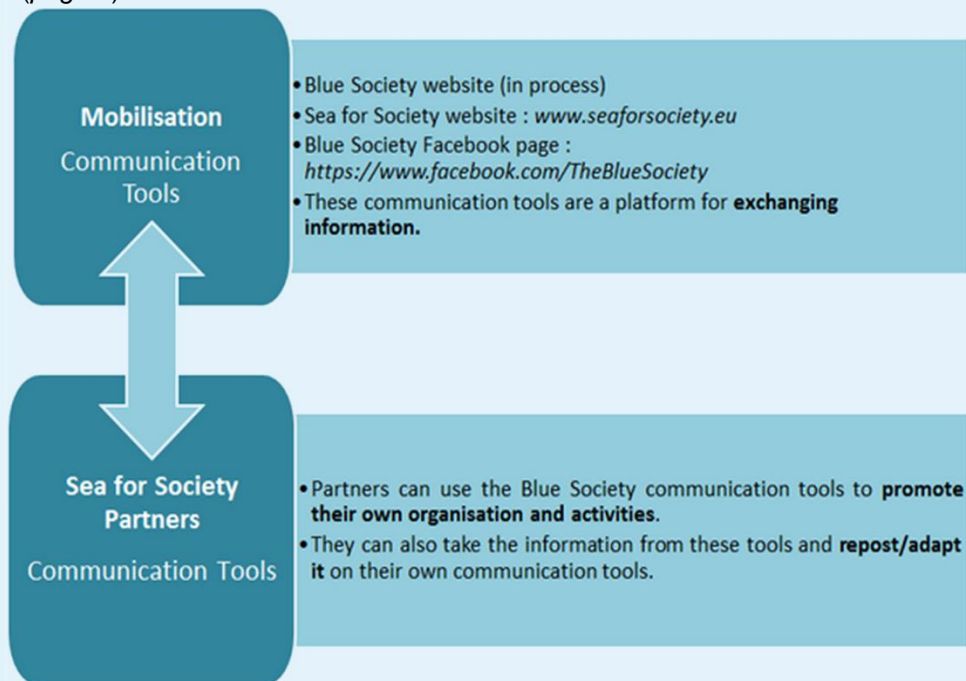 Mobilisation
Communication
Tools
•Blue Society website (in process)
•Sea for Society website : www.seaforsociety.eu
•Blue Society Facebook page :
https://www.facebook.com/TheBlueSociety
•These communication tools are a platform for exchanging
information.
Sea for Society
Partners
Communication Tools
•Partners can use the Blue Society communication tools to promote
their own organisation and activities.
•They can also take the information from these tools and repost/adapt
it on their own communication tools.